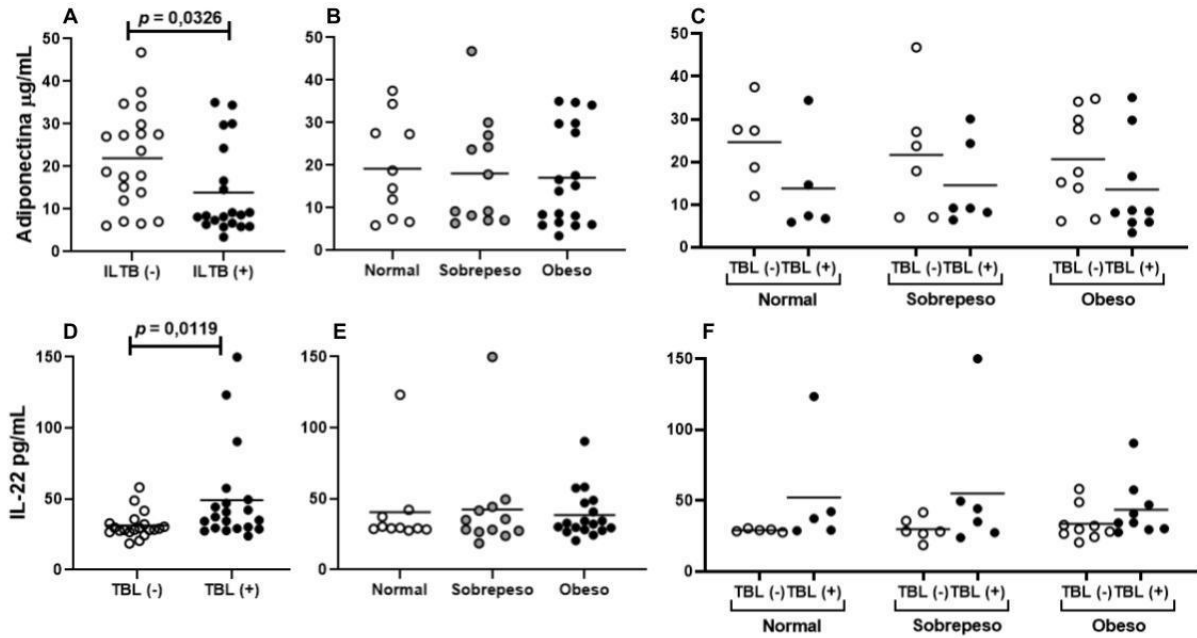 A
p = 0,0326
Adiponectina µg/mL
50
40
30
20
10
0
ILTB (-) ILTB (+)
B
50
40
30
20
10
0
Normal Sobrepeso Obeso
C
50
40
30
20
10
0
TBL (-) TBL (+) TBL (-) TBL (+) TBL (-) TBL (+)
Normal Sobrepeso Obeso
D
p = 0,0119
IL-22 pg/mL
150
100
50
0
TBL (-) TBL (+)
E
150
100
50
0
Normal Sobrepeso Obeso
F
150
100
50
0
TBL (-) TBL (+) TBL (-) TBL (+) TBL (-) TBL (+)
Normal Sobrepeso Obeso